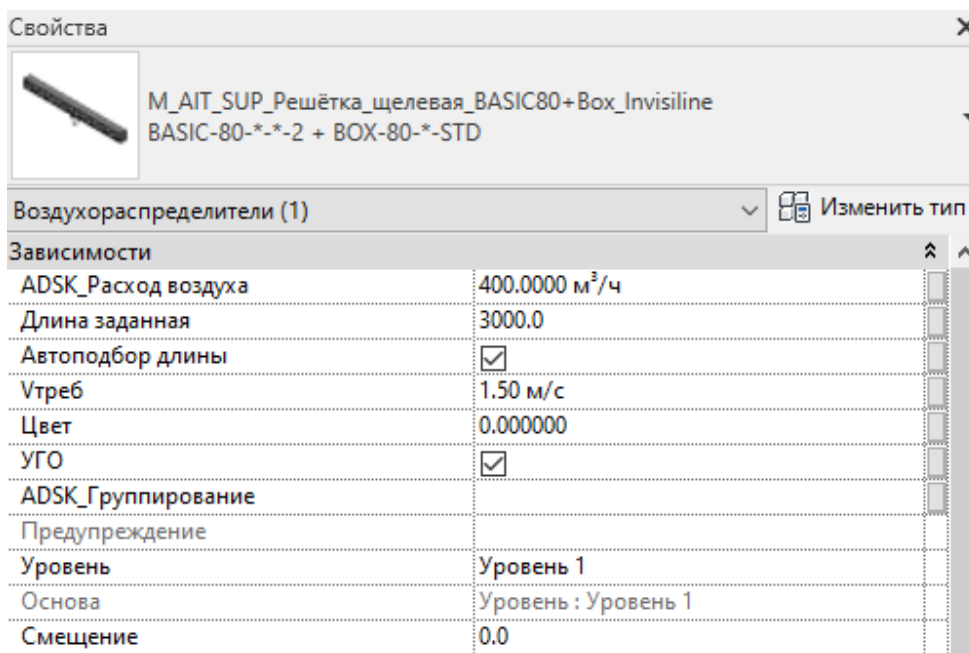 Свойства
M_AIT_SUP_Решётка_щелевая_BASIC80+Box_Invisiline
BASIC-80-*-*-2 + BOX-80-*-STD
Воздухораспределители (1)
Изменить тип
Зависимости
ADSK_Расход воздуха 400.0000 м³/ч
Длина заданная 3000.0
Автоподбор длины
Vтреб 1.50 м/с
Цвет 0.000000
УГО
ADSK_Группирование
Предупреждение
Уровень Уровень 1
Основа Уровень : Уровень 1
Смещение 0.0